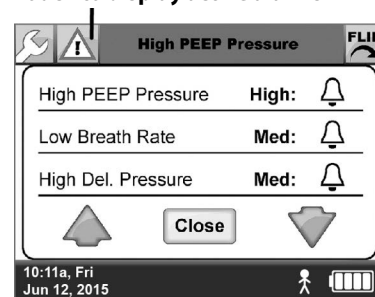 High PEEP Pressure
FLIP
High PEEP Pressure High:
Low Breath Rate Med:
High Del. Pressure Med:
Close
10:11a, Fri
Jun 12, 2015